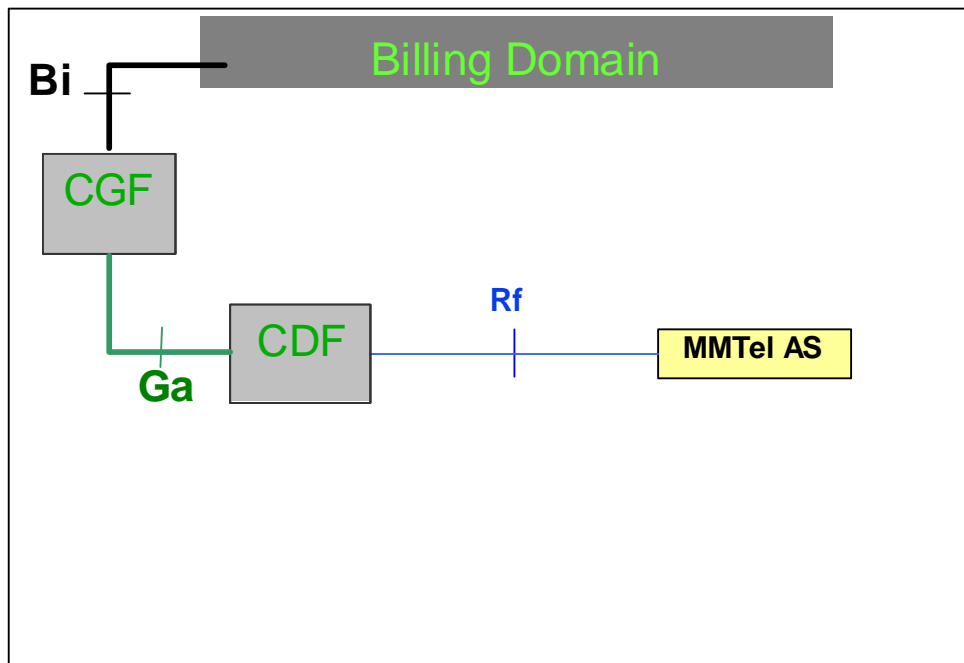 Billing Domain
Bi
CGF
Rf
CDF
MMTel AS
Ga